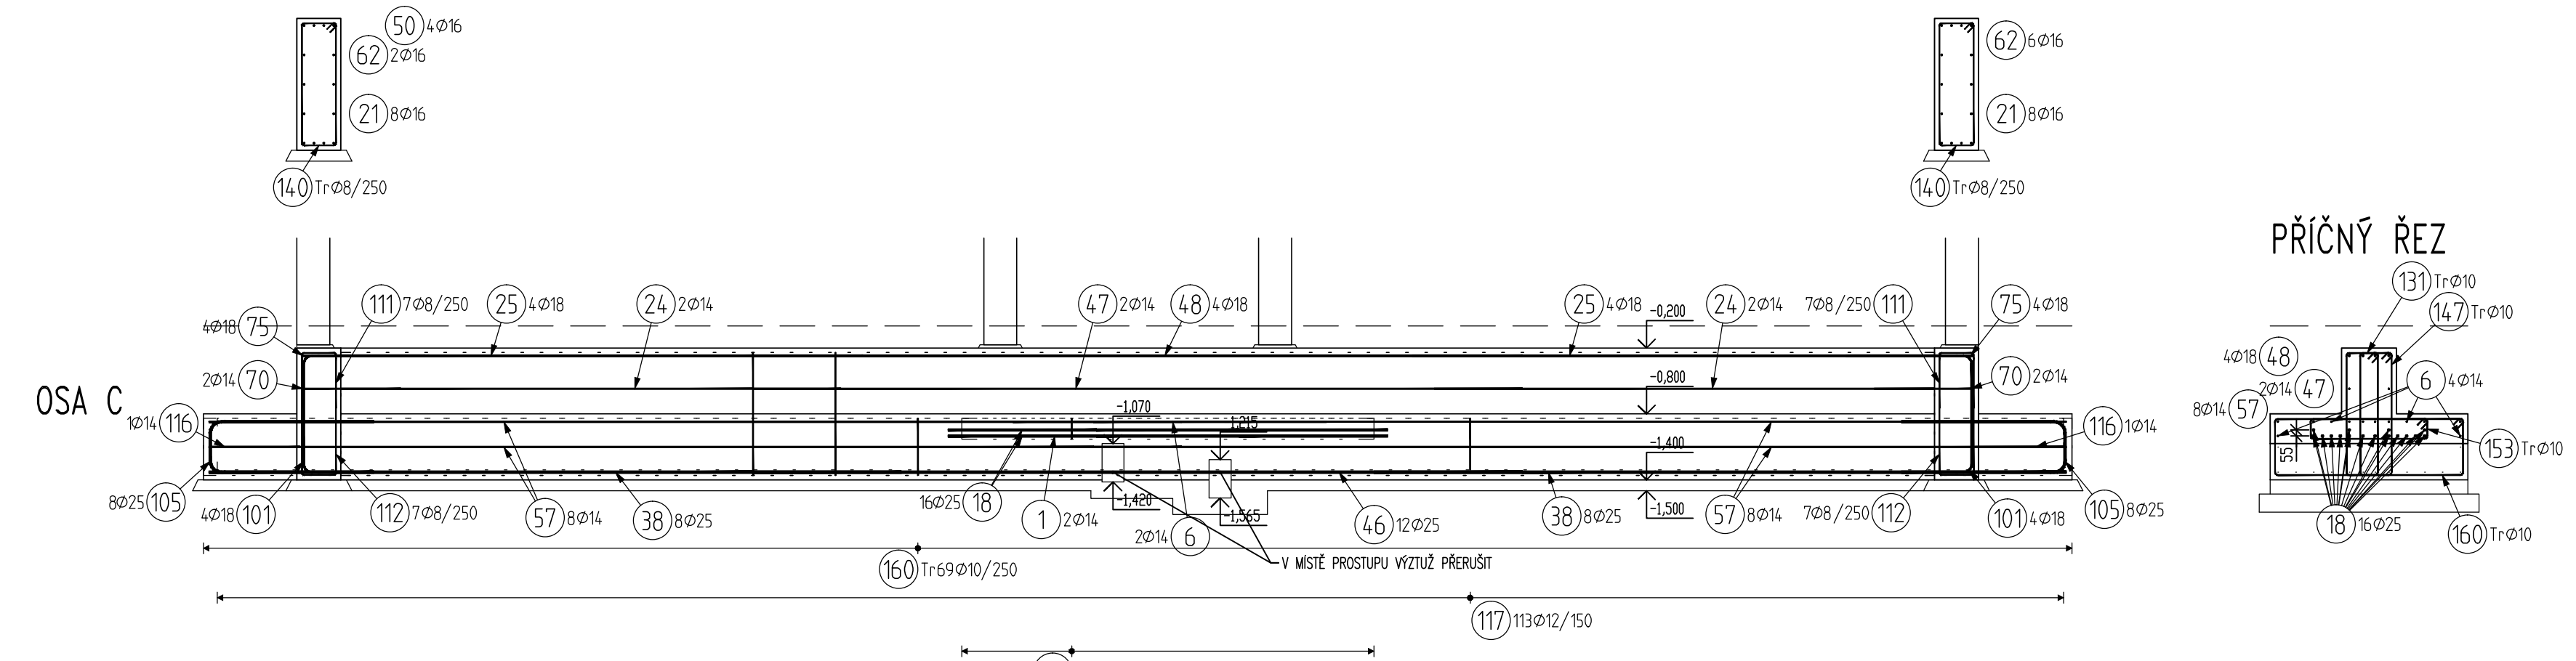 50 4Ø16
62 2Ø16
21 8Ø16
140 TrØ8/250
62 6Ø16
21 8Ø16
140 TrØ8/250
PŘÍČNÝ ŘEZ
131 TrØ10
147 TrØ10
4Ø18 48
2Ø14 47
6 4Ø14
8Ø14 57
55
153 TrØ10
18 16Ø25
160 TrØ10
OSA C
4Ø18 75
111 7Ø8/250
25 4Ø18
24 2Ø14
47 2Ø14
48 4Ø18
25 4Ø18
-0,200
24 2Ø14
7Ø8/250 111
75 4Ø18
2Ø14 70
-0,800
70 2Ø14
1Ø14 116
-1,070
1,215
-1,400
116 1Ø14
8Ø25 105
4Ø18 101
112 7Ø8/250
57 8Ø14
38 8Ø25
16Ø25 18
1 2Ø14
-1,420
2Ø14 6
-1,565
46 12Ø25
38 8Ø25
-1,500
57 8Ø14
7Ø8/250 112
101 4Ø18
105 8Ø25
V MÍSTĚ PROSTUPU VÝZTUŽ PŘERUŠIT
160 Tr69Ø10/250
117 113Ø12/150